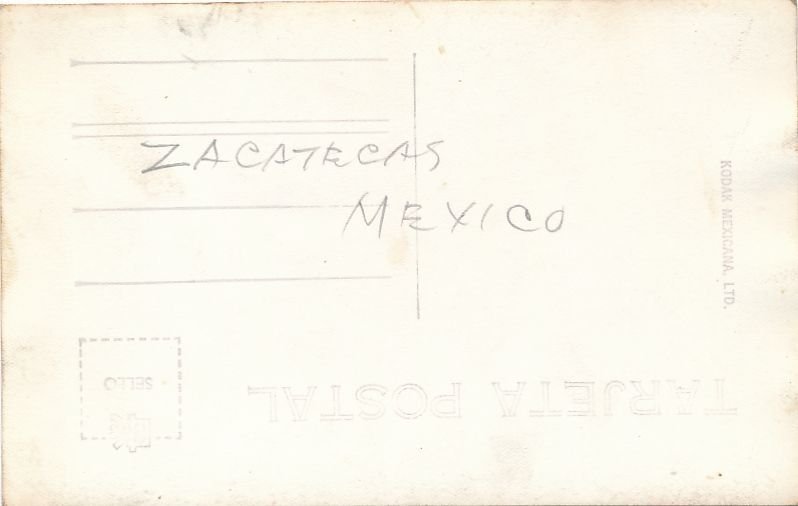 ZACATECAS
MEXICO
KODAK MEXICANA, LTD.
TARJETA POSTAL
SELLO